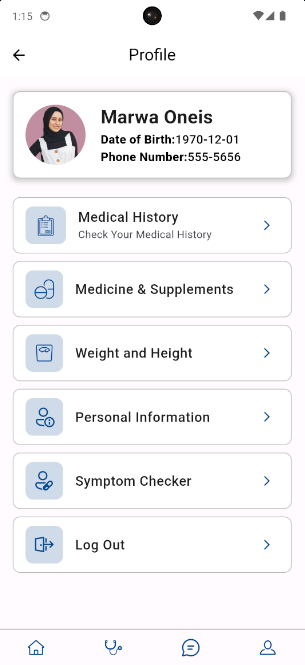 1:15
Profile
Marwa Oneis
Date of Birth:1970-12-01
Phone Number:555-5656
Medical History
Check Your Medical History
Medicine & Supplements
Weight and Height
Personal Information
Symptom Checker
Log Out